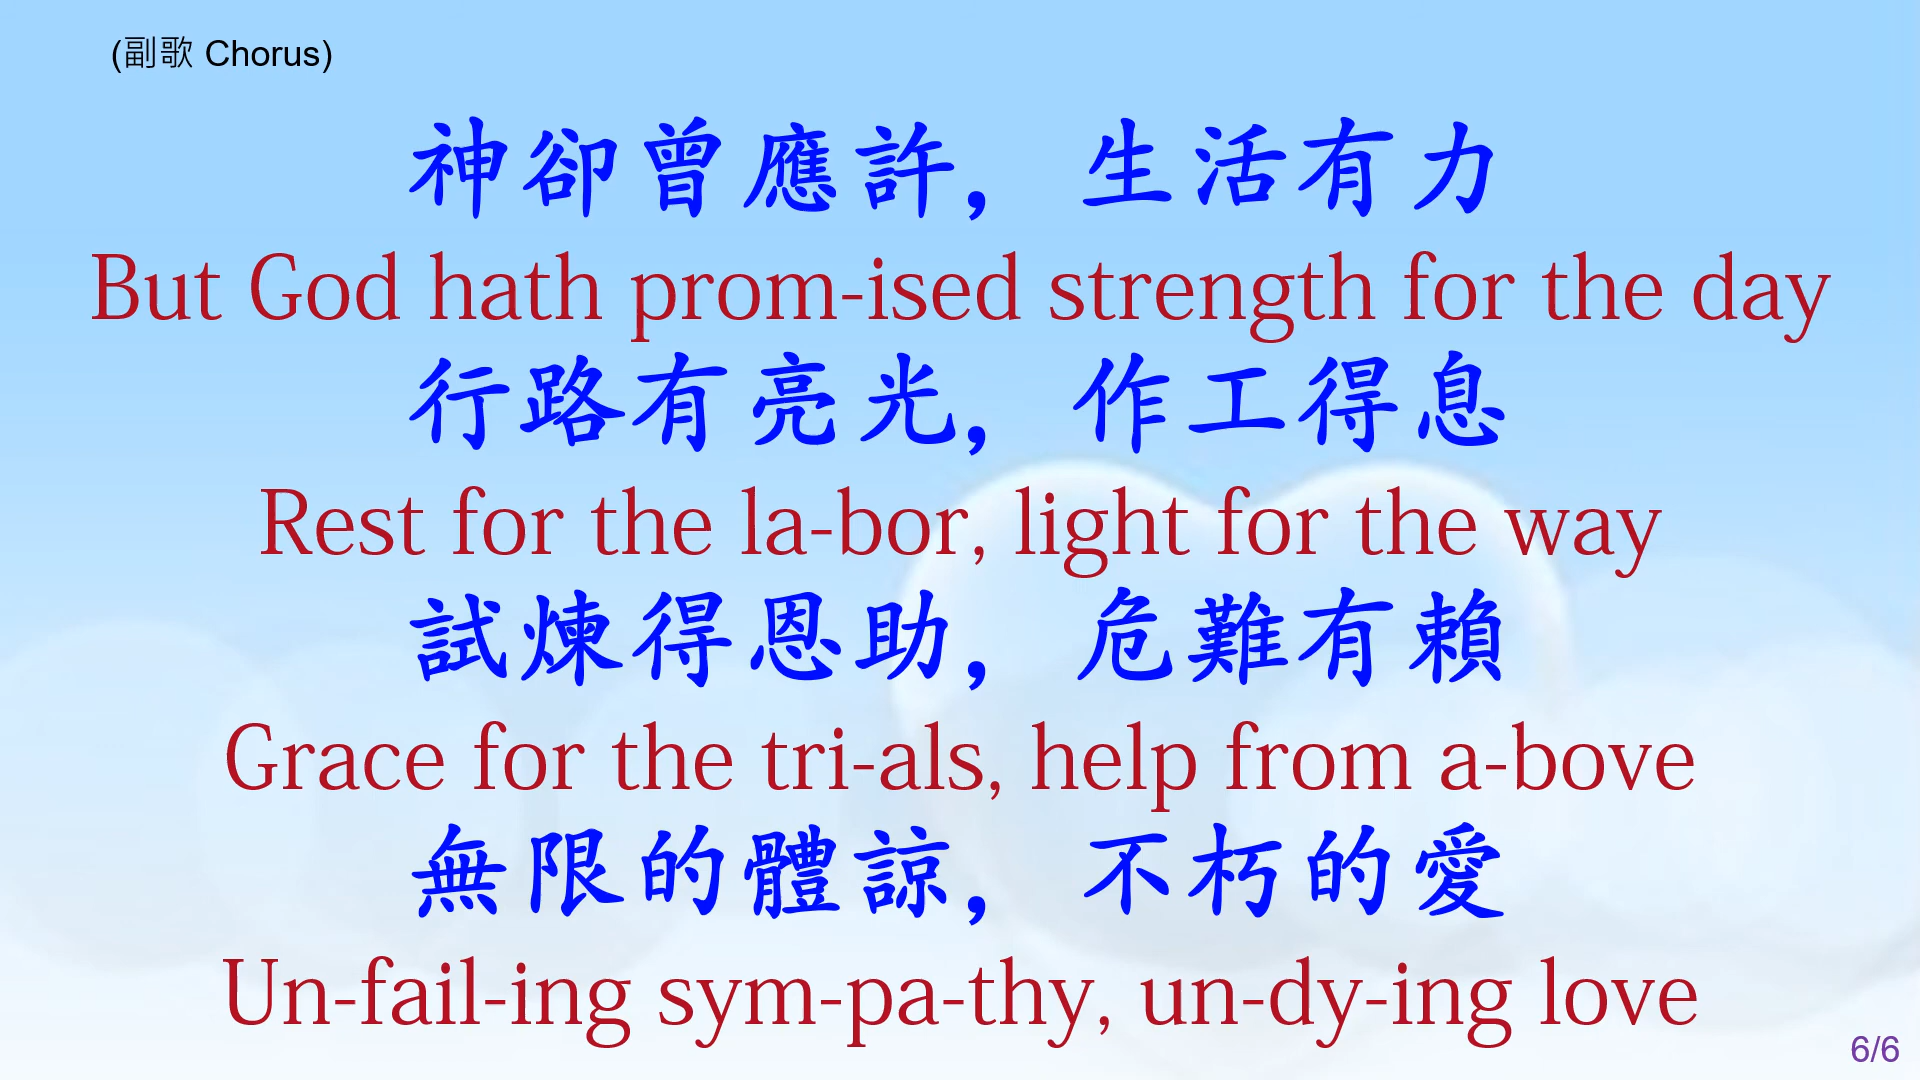 (副歌 Chorus)
神卻曾應許，生活有力
But God hath prom-ised strength for the day
行路有亮光，作工得息
Rest for the la-bor, light for the way
試煉得恩助，危難有賴
Grace for the tri-als, help from a-bove
無限的體諒，不朽的愛
Un-fail-ing sym-pa-thy, un-dy-ing love
6/6